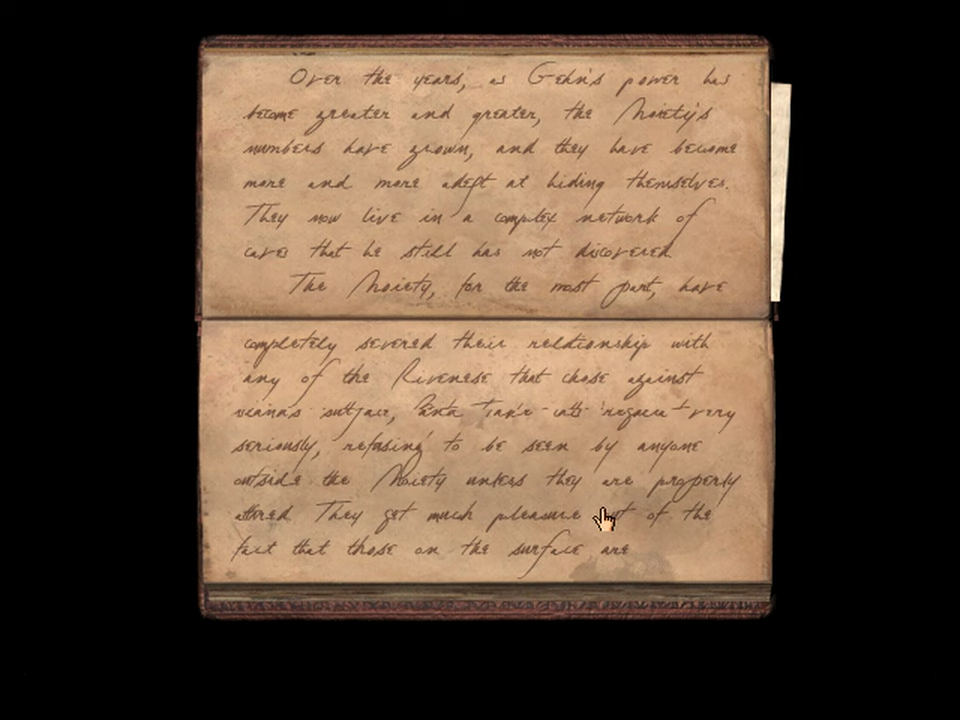 Over the years, as Gehn's power has
become greater and greater, the Moiety's
numbers have grown, and they have become
more and more adept at hiding themselves.
They now live in a complex network of
caves that he still has not discovered.
The Moiety, for the most part, have
completely severed their relationship with
any of the Rivenese that chose against
very
seriously, refusing to be seen by anyone
outside the Moiety unless they are properly
attired. They get much pleasure out of the
fact that those on the surface are